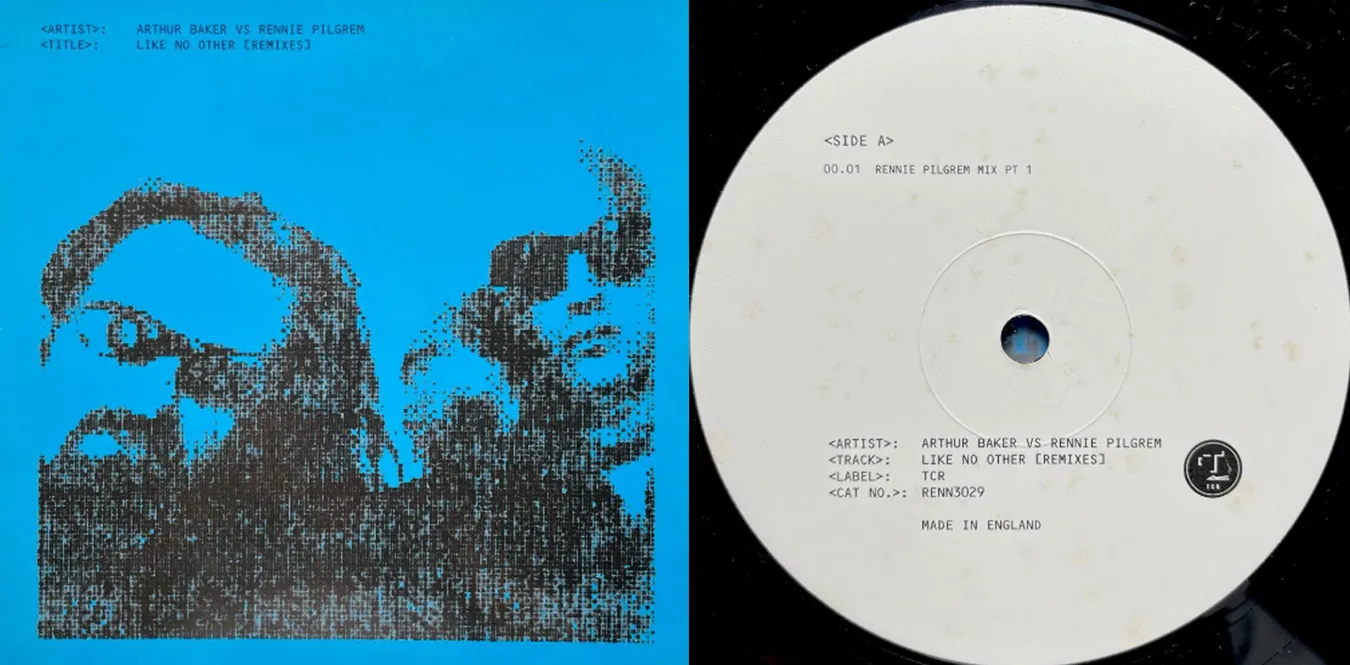 <ARTIST>: ARTHUR BAKER VS RENNIE PILGREM
<TITLE>: LIKE NO OTHER [REMIXES]
<SIDE A>
00.01 RENNIE PILGREM MIX PT 1
<ARTIST>: ARTHUR BAKER VS RENNIE PILGREM
<TRACK>: LIKE NO OTHER [REMIXES]
<LABEL>: TCR
<CAT NO.>: RENN3029
MADE IN ENGLAND
T
TCR